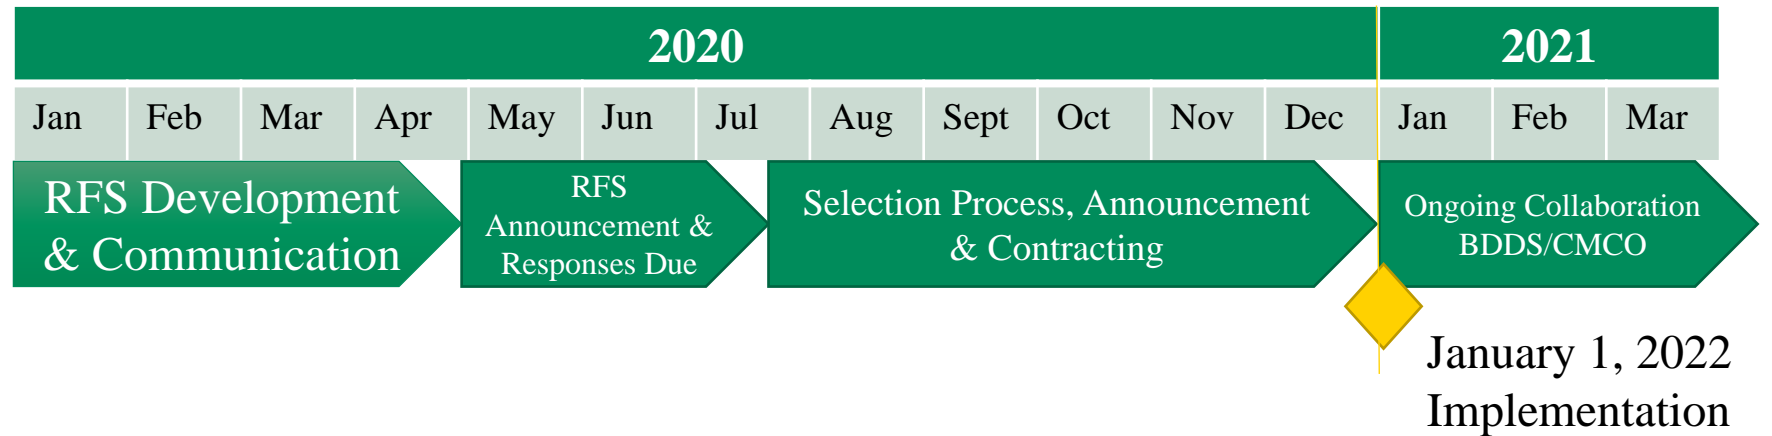 2020 2021
Jan Feb Mar Apr May Jun Jul Aug Sept Oct Nov Dec Jan Feb Mar
RFS Development
& Communication
RFS
Announcement &
Responses Due
Selection Process, Announcement
& Contracting
Ongoing Collaboration
BDDS/CMCO
January 1, 2022
Implementation